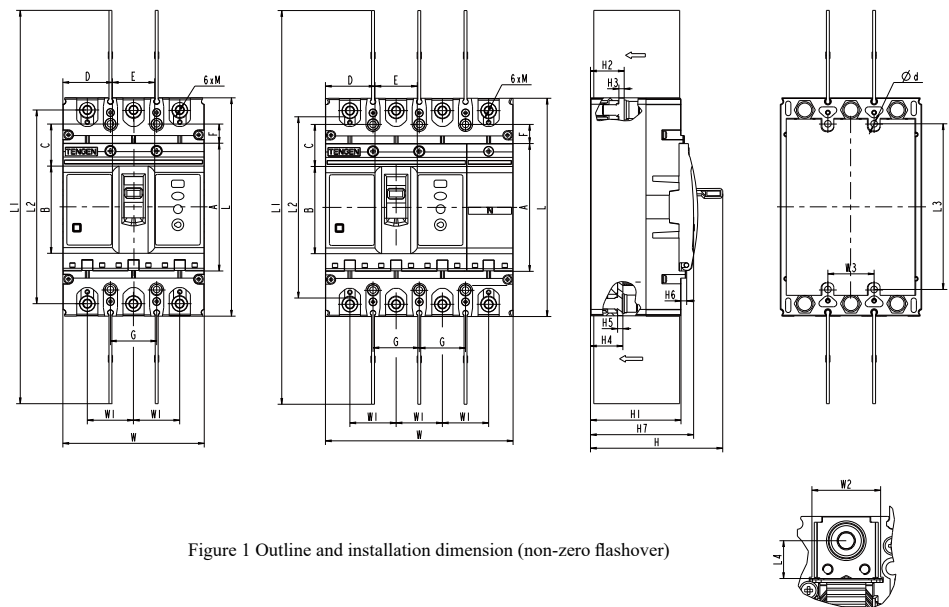 D
E
6xM
L1
L2
C
B
F
A
L
TENGEN
G
W1
W1
W
D
E
6xM
L1
L2
C
B
F
A
L
TENGEN
N
G
G
W1
W1
W1
W
H2
H3
H6
H5
H4
H1
H7
H
Ød
L3
W3
W2
L4
Figure 1 Outline and installation dimension (non-zero flashover)